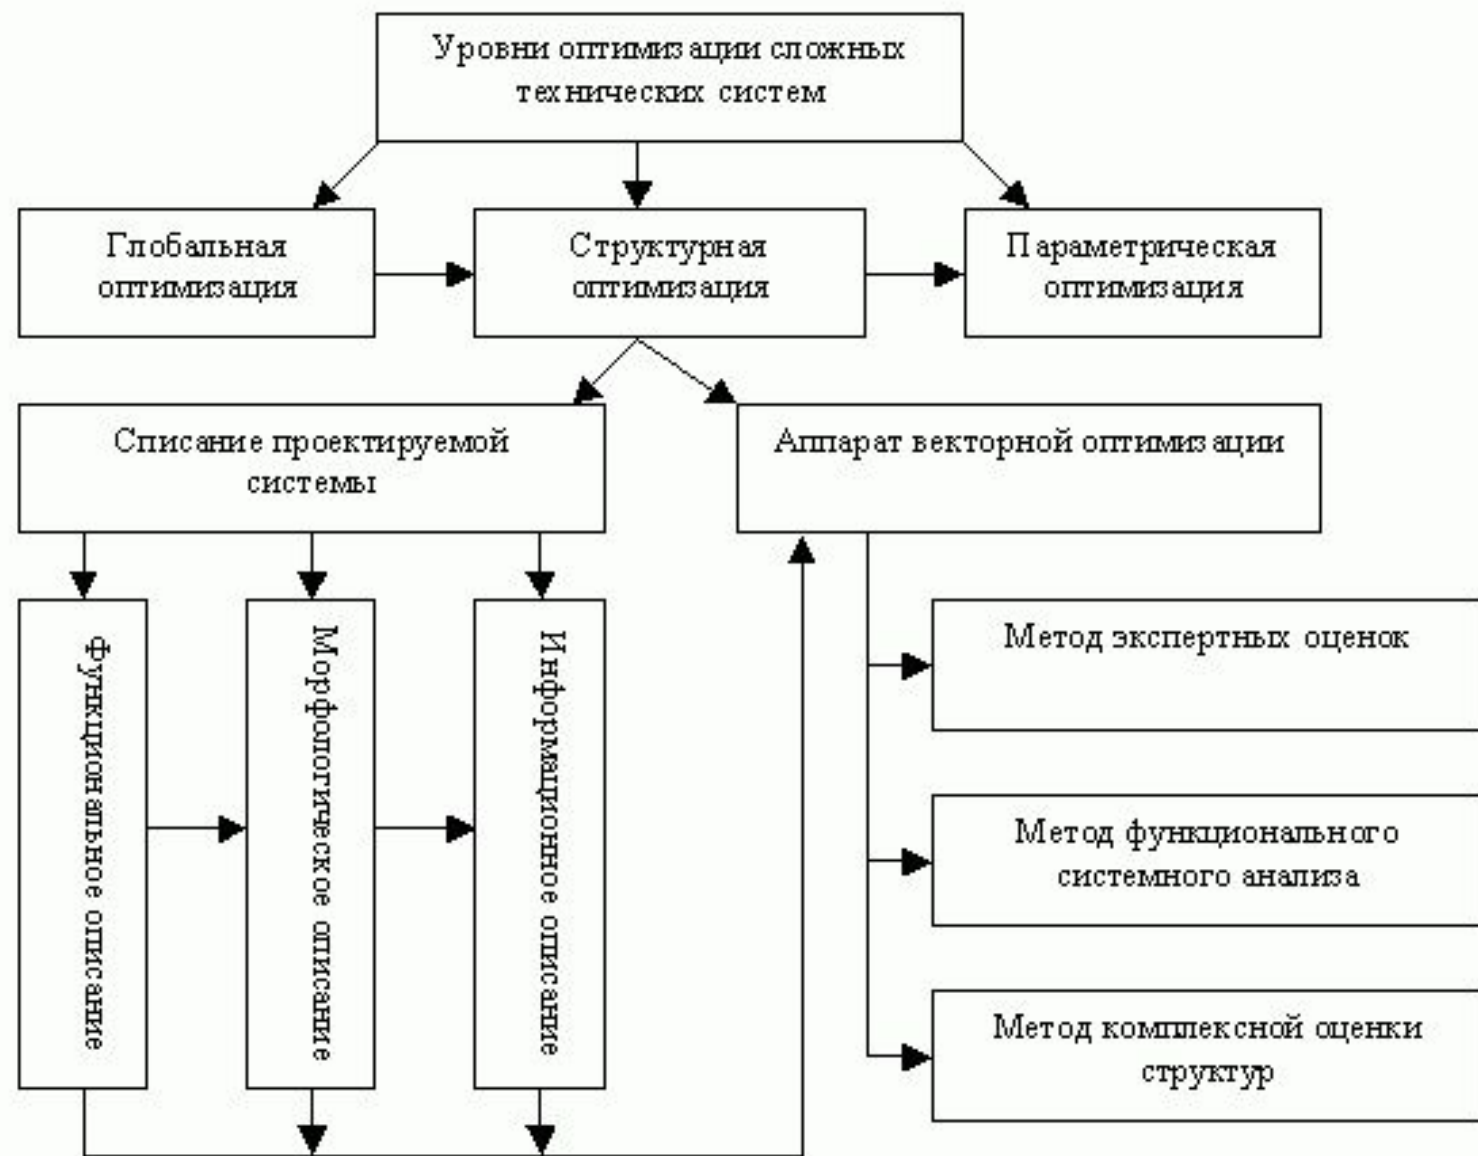 Уровни оптимизации сложных
технических систем
Глобальная
оптимизация
Структурная
оптимизация
Параметрическая
оптимизация
Списание проектируемой
системы
Аппарат векторной оптимизации
Функциональное описание
Морфологическое описание
Информационное описание
Метод экспертных оценок
Метод функционального
системного анализа
Метод комплексной оценки
структур